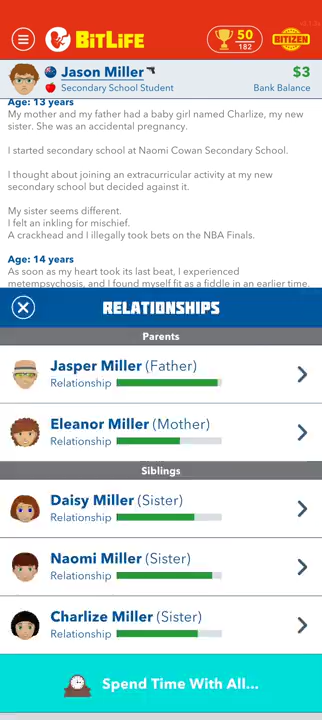 BitLife
50
182
BITIZEN
Jason Miller
$3
Secondary School Student
Bank Balance
Age: 13 years
My mother and my father had a baby girl named Charlize, my new
sister. She was an accidental pregnancy.
I started secondary school at Naomi Cowan Secondary School.
I thought about joining an extracurricular activity at my new
secondary school but decided against it.
My sister seems different.
I felt an inkling for mischief.
A crackhead and I illegally took bets on the NBA Finals.
Age: 14 years
As soon as my heart took its last beat, I experienced
metempsychosis, and I found myself fit as a fiddle in an earlier time.
RELATIONSHIPS
Parents
Jasper Miller (Father)
Relationship
Eleanor Miller (Mother)
Relationship
Siblings
Daisy Miller (Sister)
Relationship
Naomi Miller (Sister)
Relationship
Charlize Miller (Sister)
Relationship
Spend Time With All...